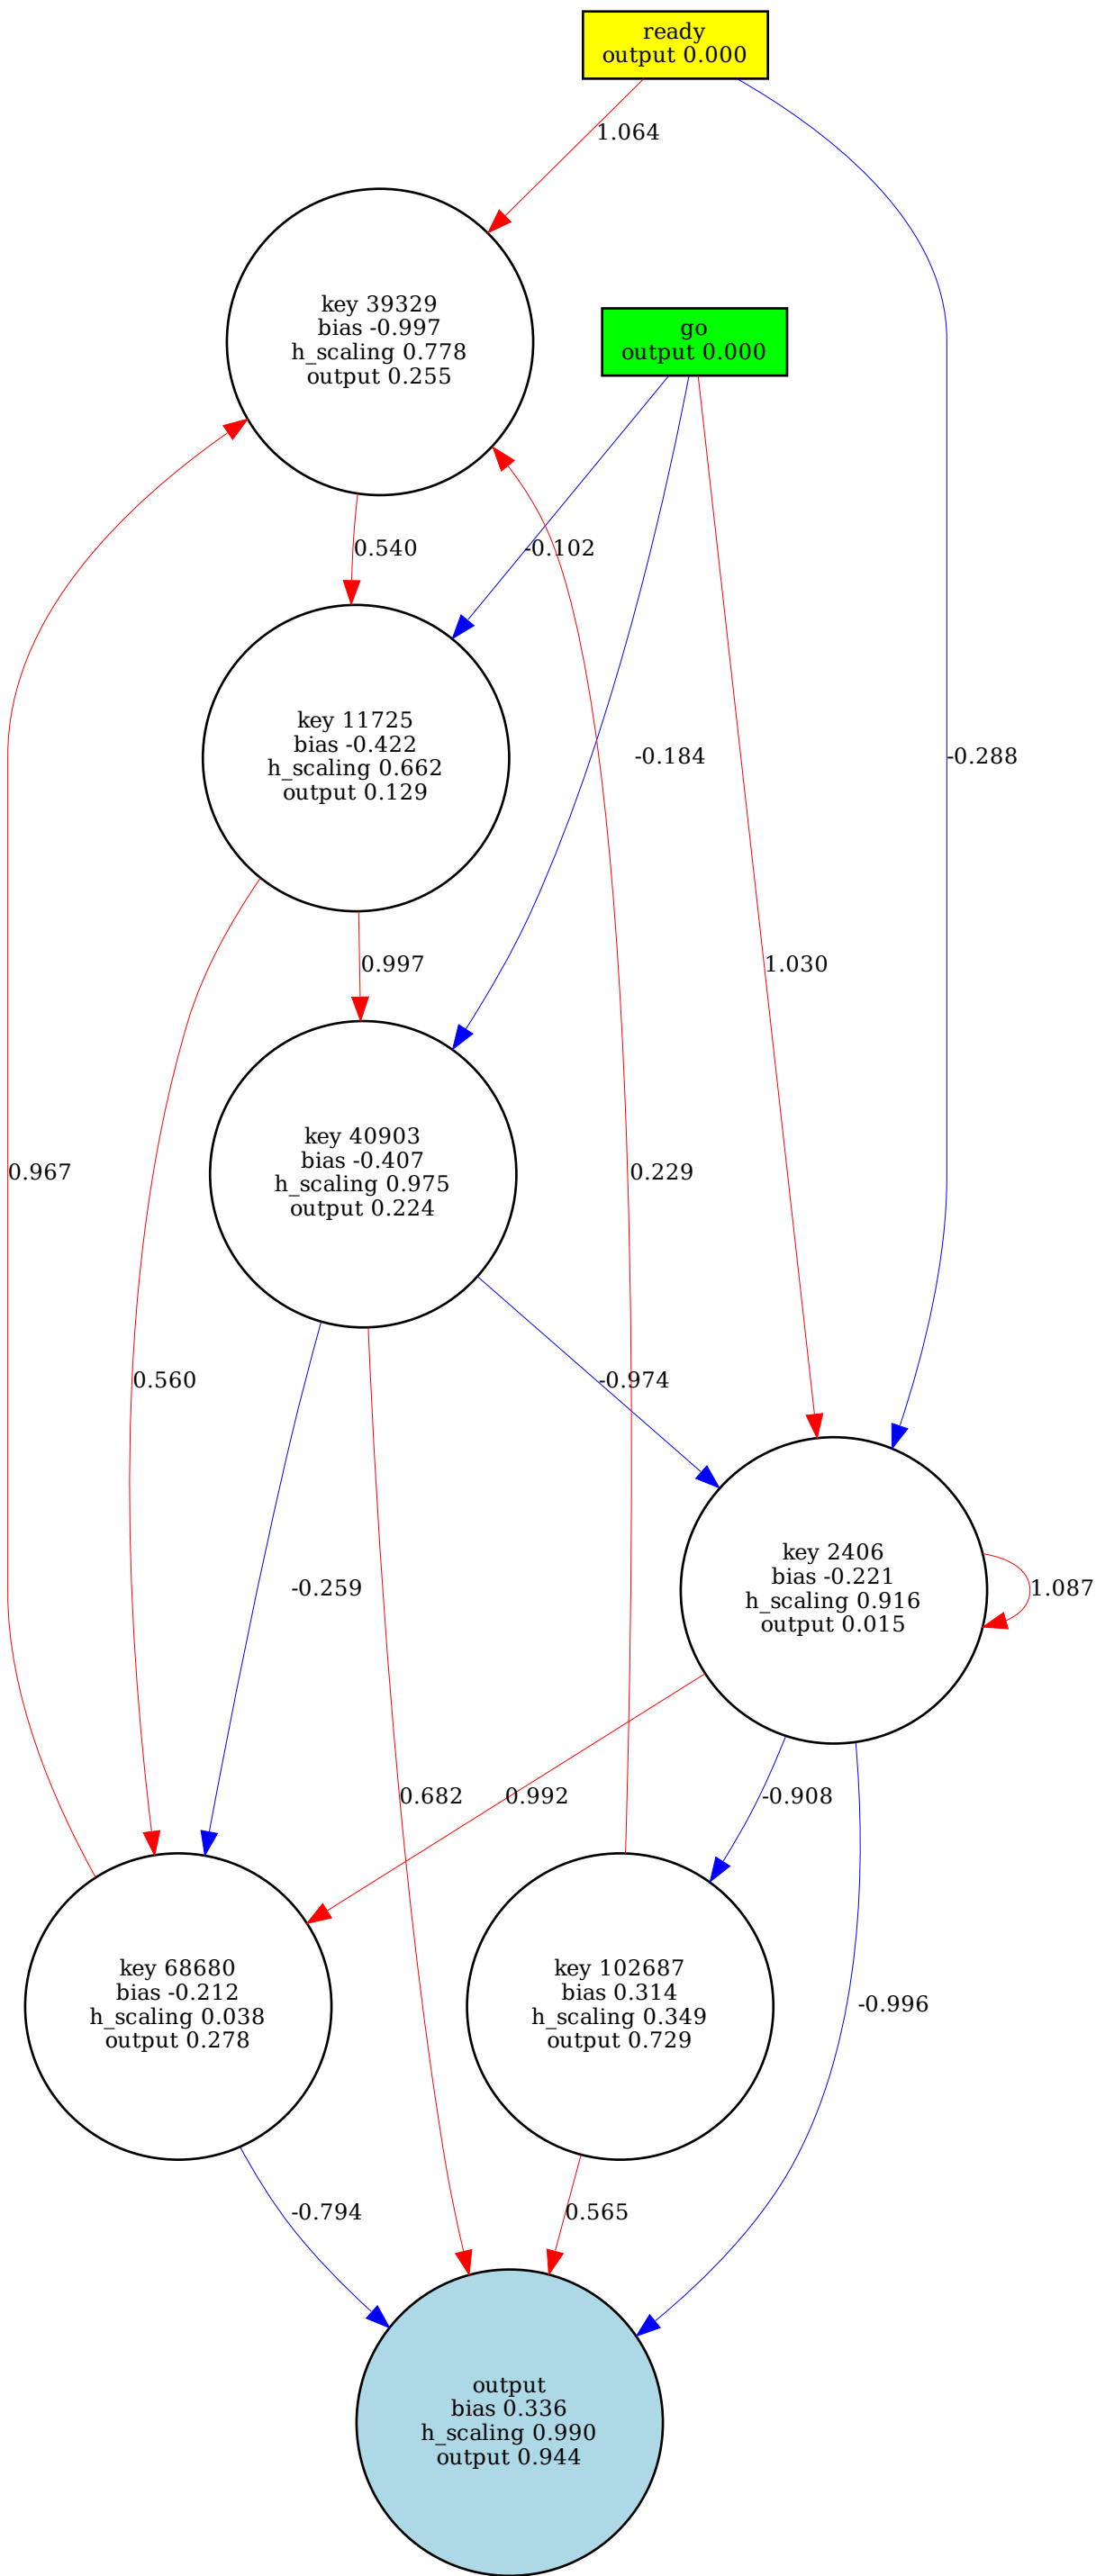 ready
output 0.000
1.064
key 39329
bias -0.997
h_scaling 0.778
output 0.255
go
output 0.000
0.540
-0.102
key 11725
bias -0.422
h_scaling 0.662
output 0.129
-0.184
-0.288
0.997
1.030
key 40903
bias -0.407
h_scaling 0.975
output 0.224
0.967
0.229
0.560
-0.974
key 2406
bias -0.221
h_scaling 0.916
output 0.015
-0.259
1.087
0.682
0.992
-0.908
key 68680
bias -0.212
h_scaling 0.038
output 0.278
key 102687
bias 0.314
h_scaling 0.349
output 0.729
-0.996
-0.794
0.565
output
bias 0.336
h_scaling 0.990
output 0.944